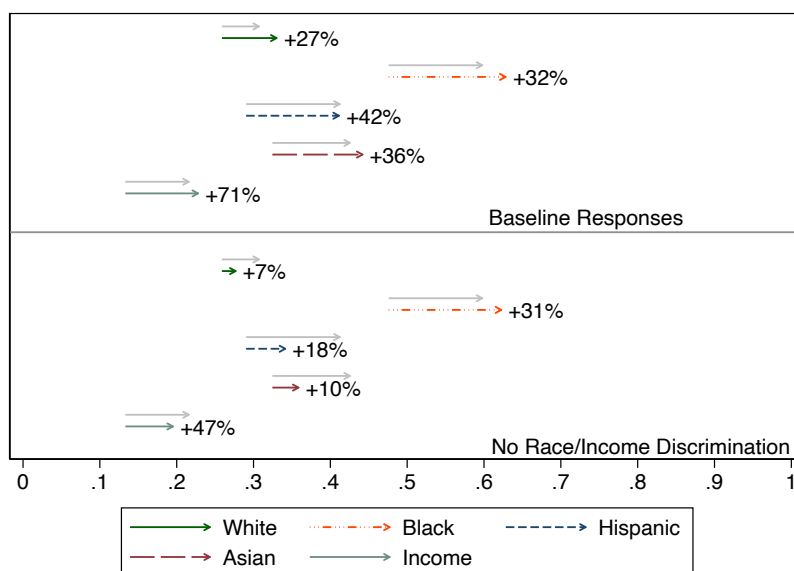 +27%
+32%
+42%
+36%
+71%
Baseline Responses
+7%
+31%
+18%
+10%
+47%
No Race/Income Discrimination
0 .1 .2 .3 .4 .5 .6 .7 .8 .9 1
White Black Hispanic
Asian Income